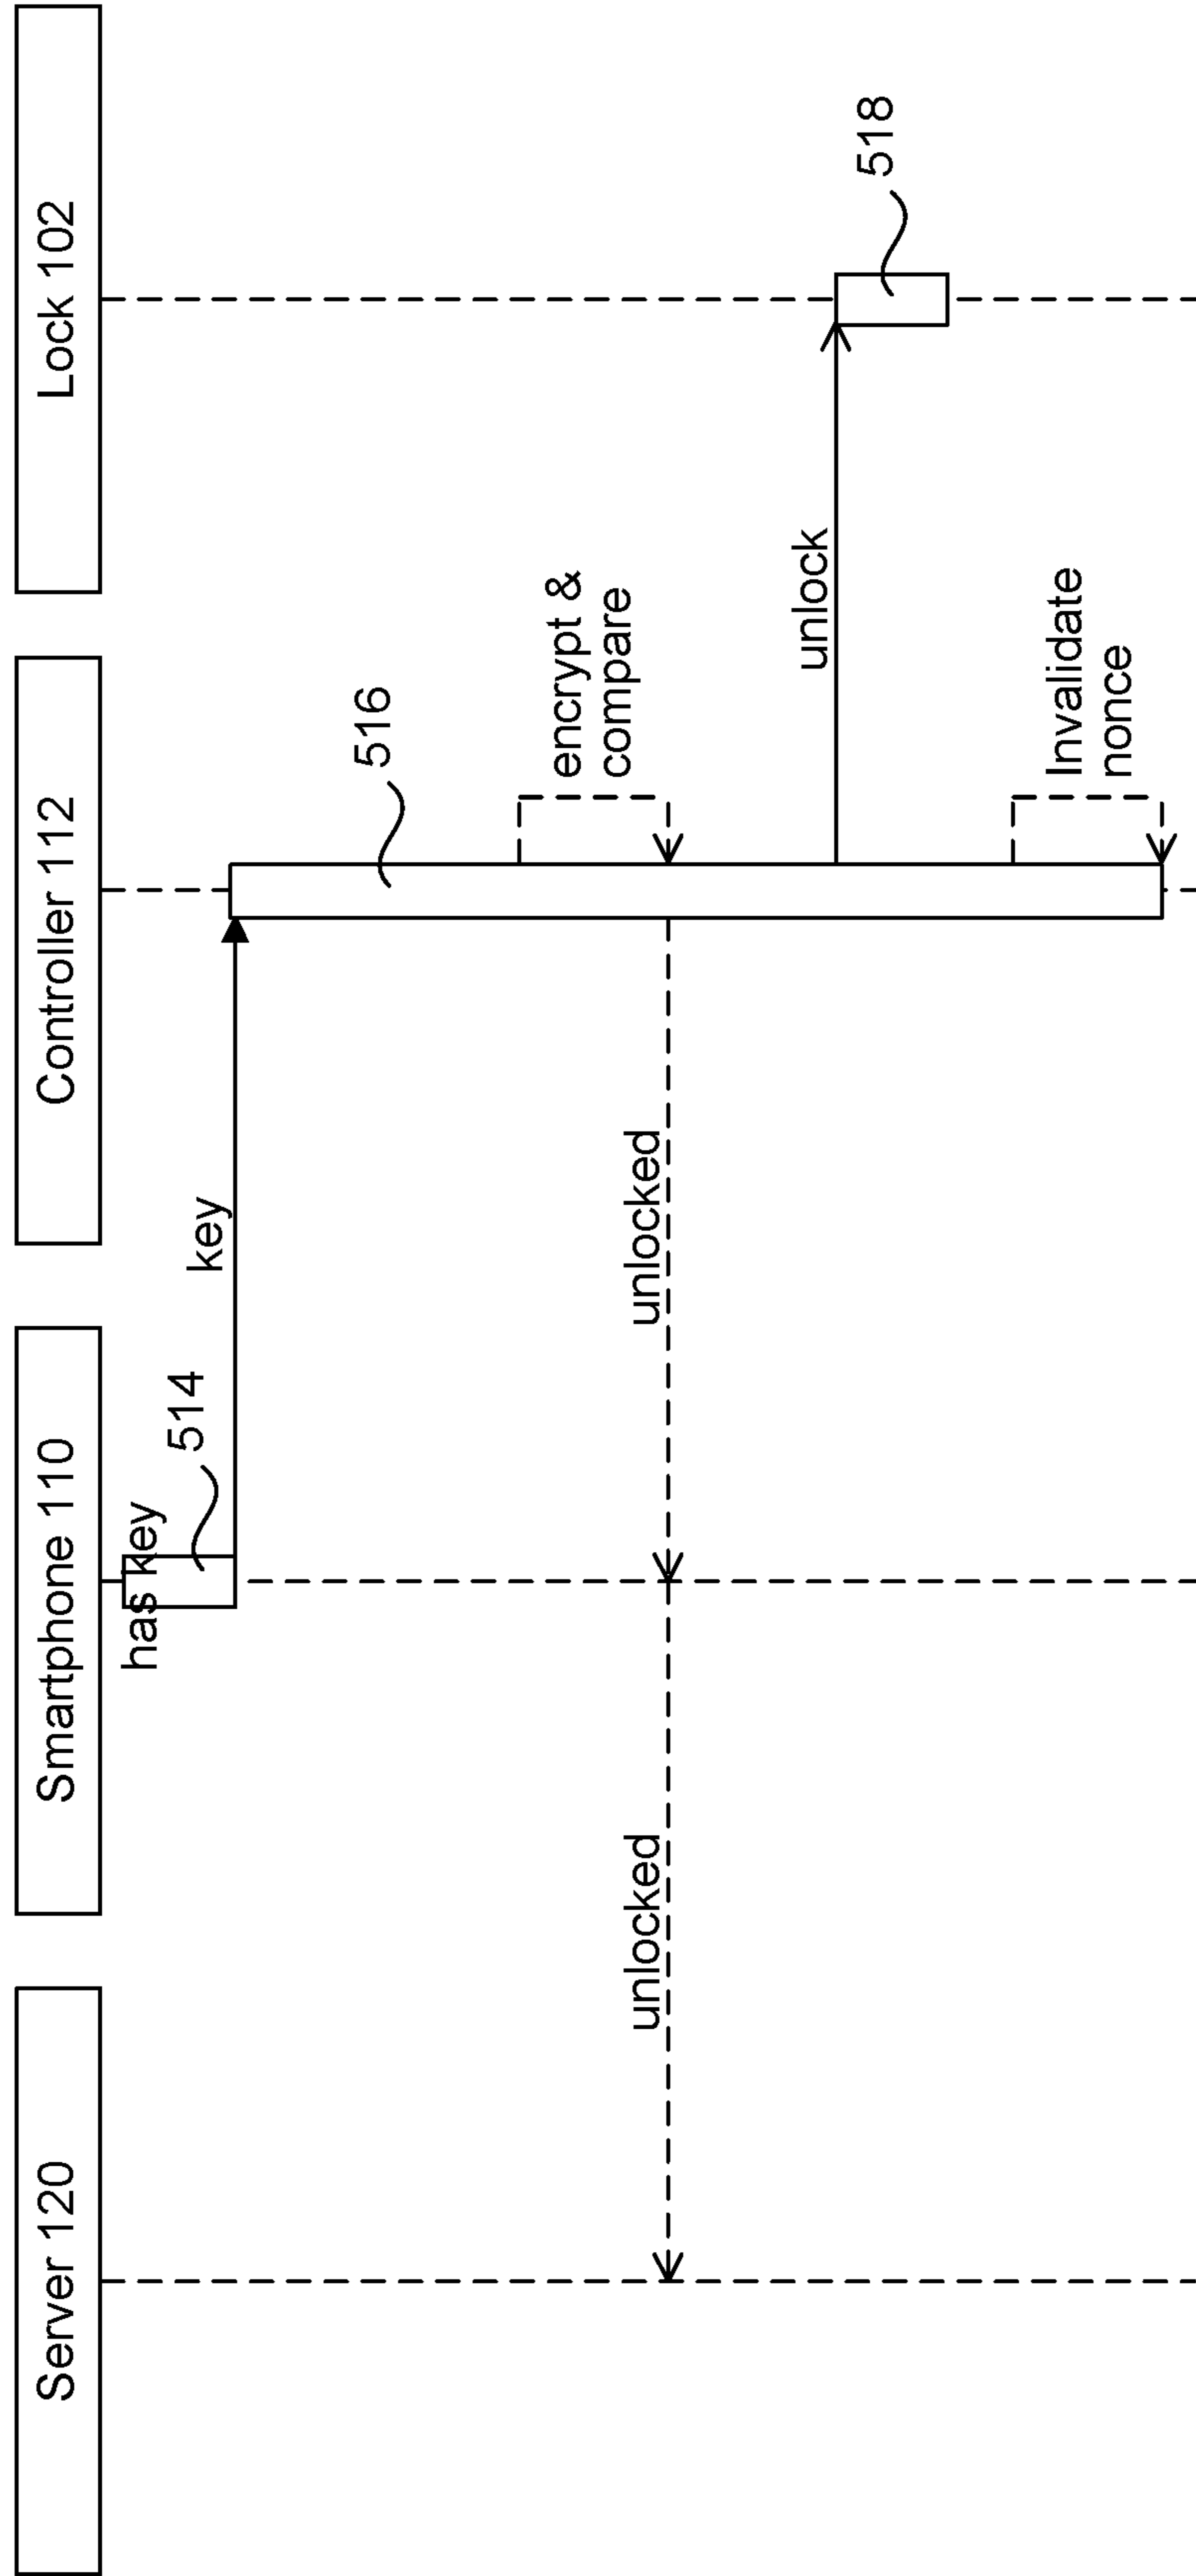 Server 120
Smartphone 110
Controller 112
Lock 102
has key
514
key
516
encrypt &
compare
unlocked
unlocked
unlock
518
Invalidate
nonce